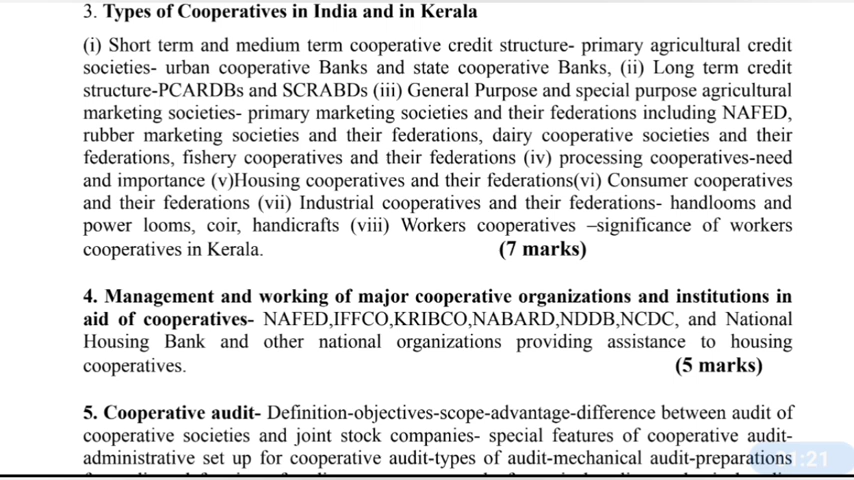 3. Types of Cooperatives in India and in Kerala
(i) Short term and medium term cooperative credit structure- primary agricultural credit
societies- urban cooperative Banks and state cooperative Banks, (ii) Long term credit
structure-PCARDBs and SCRABDs (iii) General Purpose and special purpose agricultural
marketing societies- primary marketing societies and their federations including NAFED,
rubber marketing societies and their federations, dairy cooperative societies and their
federations, fishery cooperatives and their federations (iv) processing cooperatives-need
and importance (v)Housing cooperatives and their federations(vi) Consumer cooperatives
and their federations (vii) Industrial cooperatives and their federations- handlooms and
power looms, coir, handicrafts (viii) Workers cooperatives –significance of workers
cooperatives in Kerala. (7 marks)
4. Management and working of major cooperative organizations and institutions in
aid of cooperatives- NAFED,IFFCO,KRIBCO,NABARD,NDDB,NCDC, and National
Housing Bank and other national organizations providing assistance to housing
cooperatives. (5 marks)
5. Cooperative audit- Definition-objectives-scope-advantage-difference between audit of
cooperative societies and joint stock companies- special features of cooperative audit-
administrative set up for cooperative audit-types of audit-mechanical audit-preparations